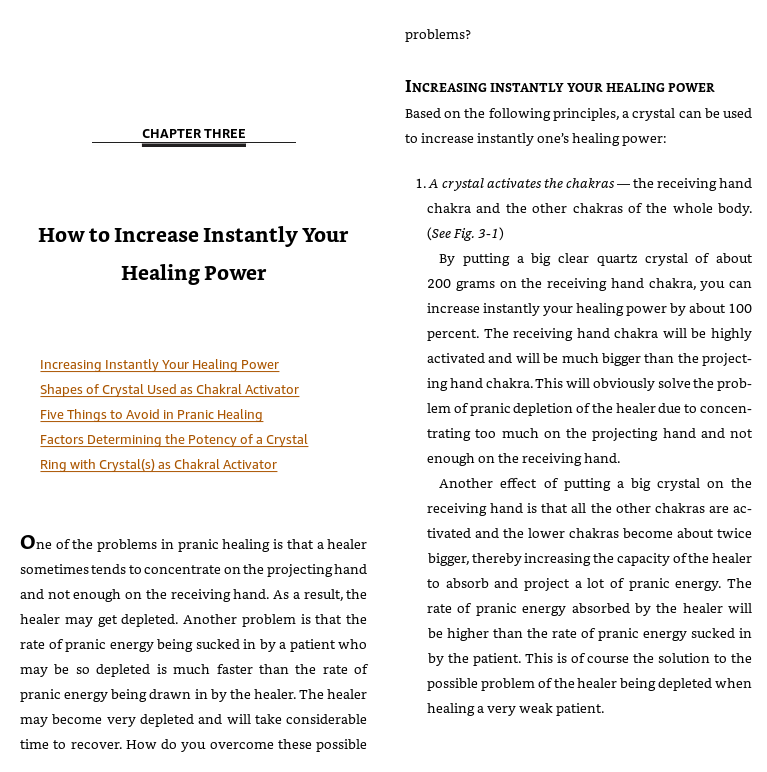 CHAPTER THREE
How to Increase Instantly Your
Healing Power
Increasing Instantly Your Healing Power
Shapes of Crystal Used as Chakral Activator
Five Things to Avoid in Pranic Healing
Factors Determining the Potency of a Crystal
Ring with Crystal(s) as Chakral Activator
One of the problems in pranic healing is that a healer
sometimes tends to concentrate on the projecting hand
and not enough on the receiving hand. As a result, the
healer may get depleted. Another problem is that the
rate of pranic energy being sucked in by a patient who
may be so depleted is much faster than the rate of
pranic energy being drawn in by the healer. The healer
may become very depleted and will take considerable
time to recover. How do you overcome these possible
problems?
INCREASING INSTANTLY YOUR HEALING POWER
Based on the following principles, a crystal can be used
to increase instantly one’s healing power:
1. A crystal activates the chakras — the receiving hand
chakra and the other chakras of the whole body.
(See Fig. 3-1)
By putting a big clear quartz crystal of about
200 grams on the receiving hand chakra, you can
increase instantly your healing power by about 100
percent. The receiving hand chakra will be highly
activated and will be much bigger than the project-
ing hand chakra. This will obviously solve the prob-
lem of pranic depletion of the healer due to concen-
trating too much on the projecting hand and not
enough on the receiving hand.
Another effect of putting a big crystal on the
receiving hand is that all the other chakras are ac-
tivated and the lower chakras become about twice
bigger, thereby increasing the capacity of the healer
to absorb and project a lot of pranic energy. The
rate of pranic energy absorbed by the healer will
be higher than the rate of pranic energy sucked in
by the patient. This is of course the solution to the
possible problem of the healer being depleted when
healing a very weak patient.